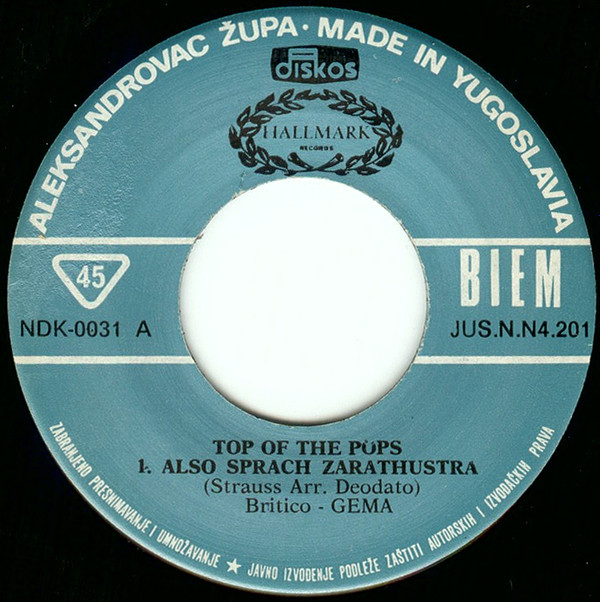 ALEKSANDROVAC ŽUPA · MADE IN YUGOSLAVIA
diskos
HALLMARK
RECORDS
45
BIEM
NDK-0031 A
JUS.N.N4.201
TOP OF THE POPS
1. ALSO SPRACH ZARATHUSTRA
(Strauss Arr. Deodato)
Britico - GEMA
ZABRANJENO PRESNIMAVANJE I UMNOŽAVANJE ★ JAVNO IZVOĐENJE PODLEŽE ZAŠTITI AUTORSKIH I IZVOĐAČKIH PRAVA